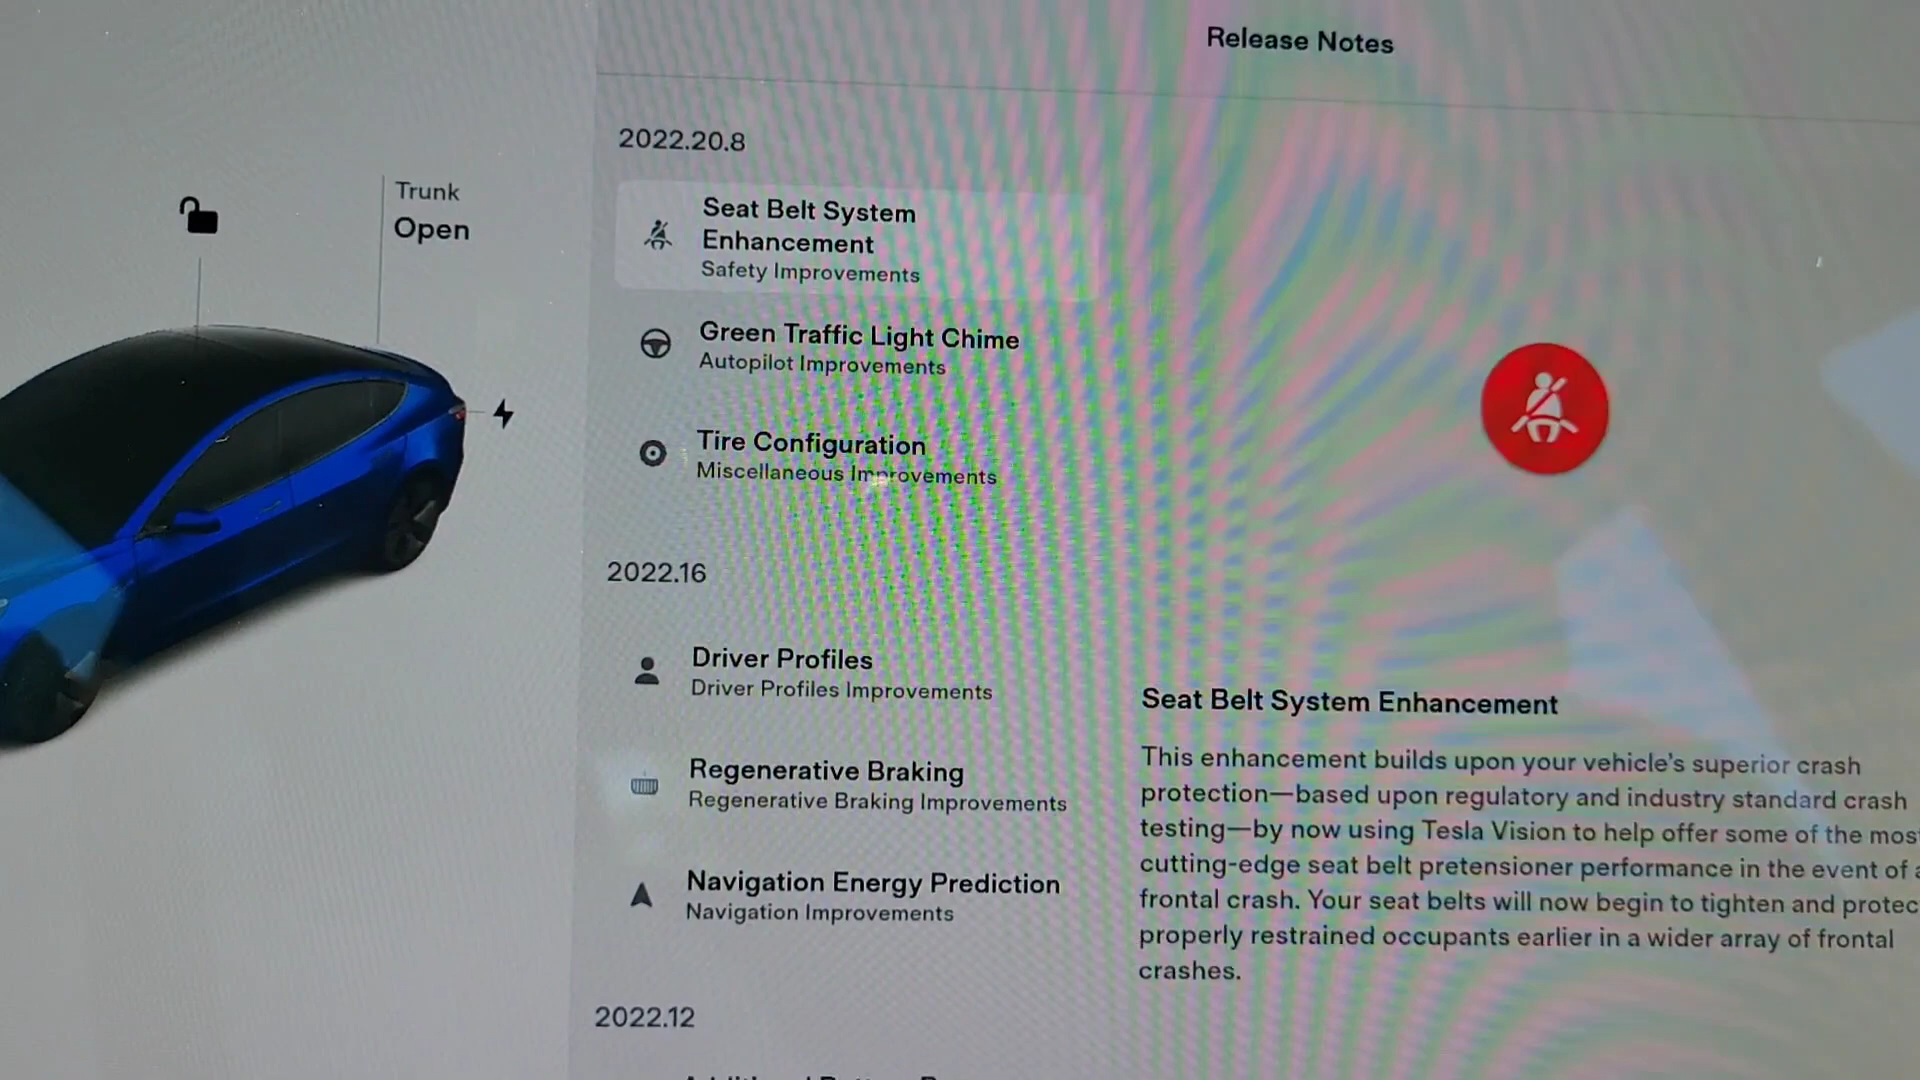 Release Notes
Trunk
Open
2022.20.8
Seat Belt System
Enhancement
Safety Improvements
Green Traffic Light Chime
Autopilot Improvements
Tire Configuration
Miscellaneous Improvements
2022.16
Driver Profiles
Driver Profiles Improvements
Regenerative Braking
Regenerative Braking Improvements
Navigation Energy Prediction
Navigation Improvements
2022.12
Seat Belt System Enhancement
This enhancement builds upon your vehicle's superior crash
protection—based upon regulatory and industry standard crash
testing—by now using Tesla Vision to help offer some of the
cutting-edge seat belt pretensioner performance in the event of
frontal crash. Your seat belts will now begin to tighten and
properly restrained occupants earlier in a wider array of frontal
crashes.